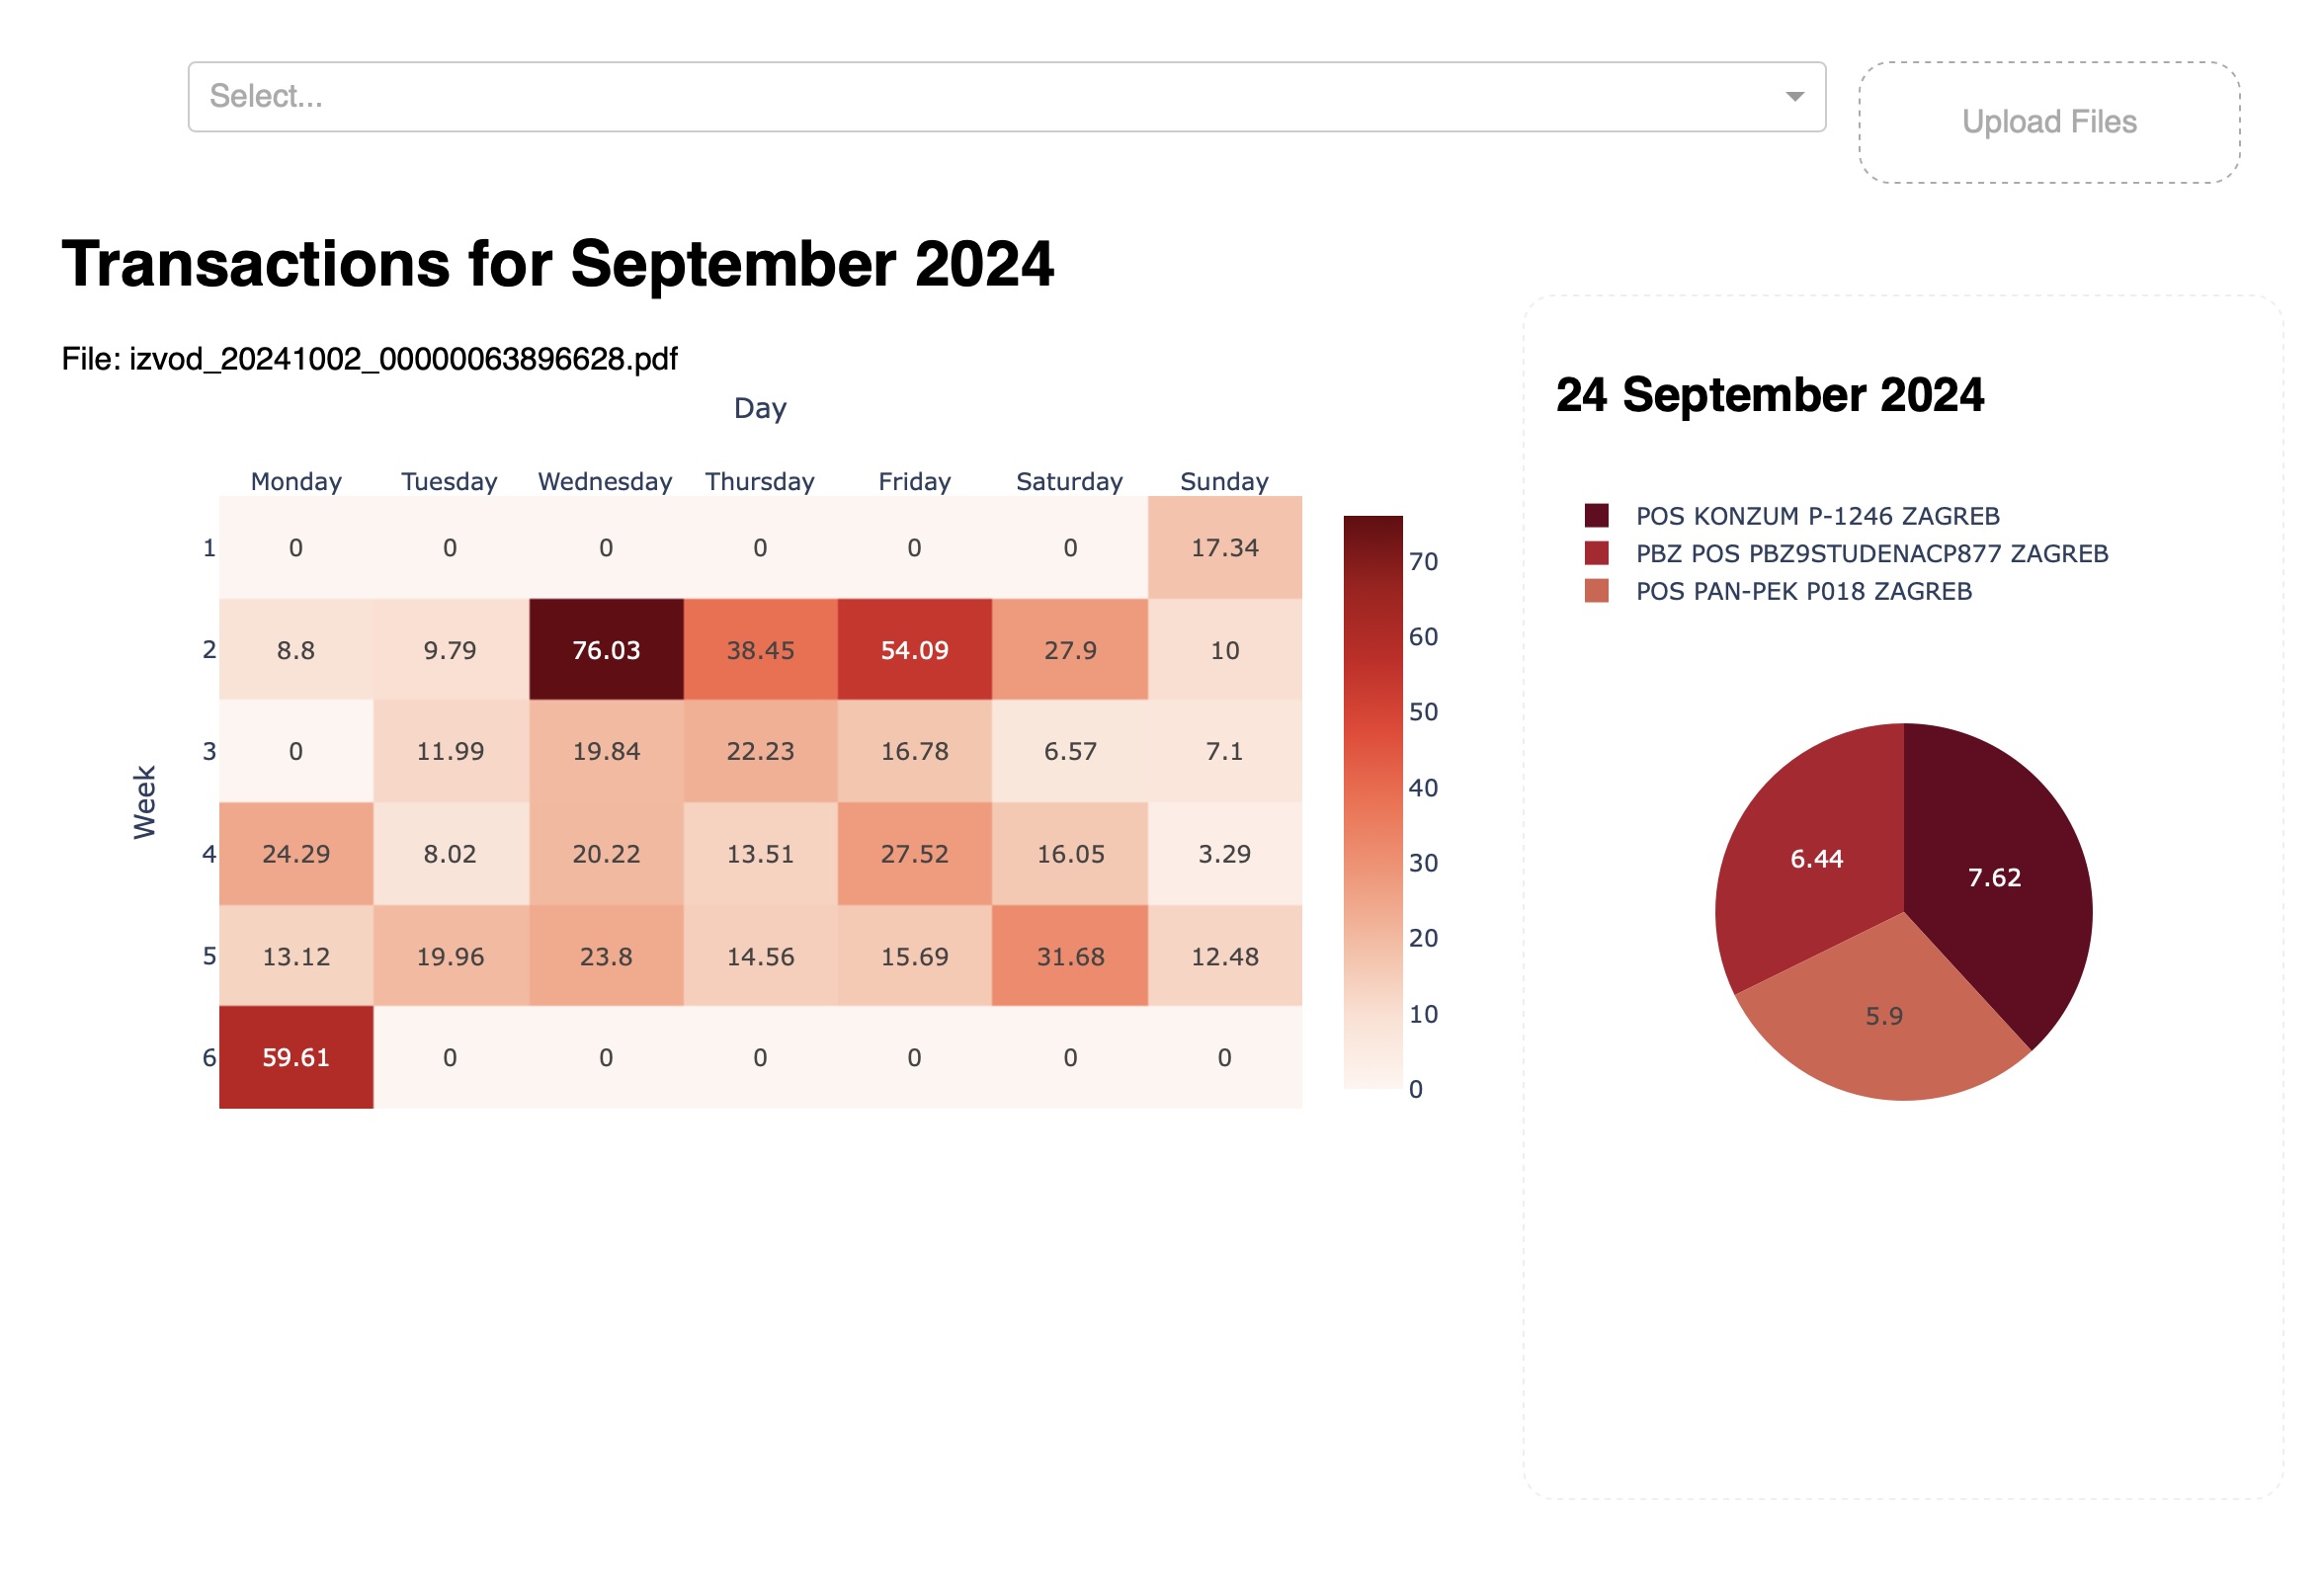 Select...
Upload Files
Transactions for September 2024
File: izvod_20241002_00000063896628.pdf
Day
Monday Tuesday Wednesday Thursday Friday Saturday Sunday
Week
1 0 0 0 0 0 0 17.34
2 8.8 9.79 76.03 38.45 54.09 27.9 10
3 0 11.99 19.84 22.23 16.78 6.57 7.1
4 24.29 8.02 20.22 13.51 27.52 16.05 3.29
5 13.12 19.96 23.8 14.56 15.69 31.68 12.48
6 59.61 0 0 0 0 0 0
70
60
50
40
30
20
10
0
24 September 2024
POS KONZUM P-1246 ZAGREB
PBZ POS PBZ9STUDENACP877 ZAGREB
POS PAN-PEK P018 ZAGREB
6.44
7.62
5.9